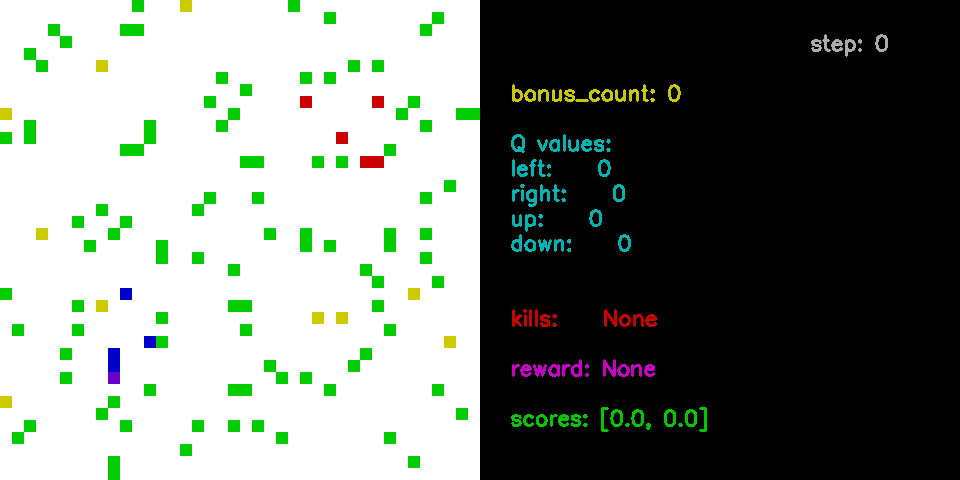 step: 0
bonus_count: 0
Q values:
left: 0
right: 0
up: 0
down: 0
kills: None
reward: None
scores: [0.0, 0.0]